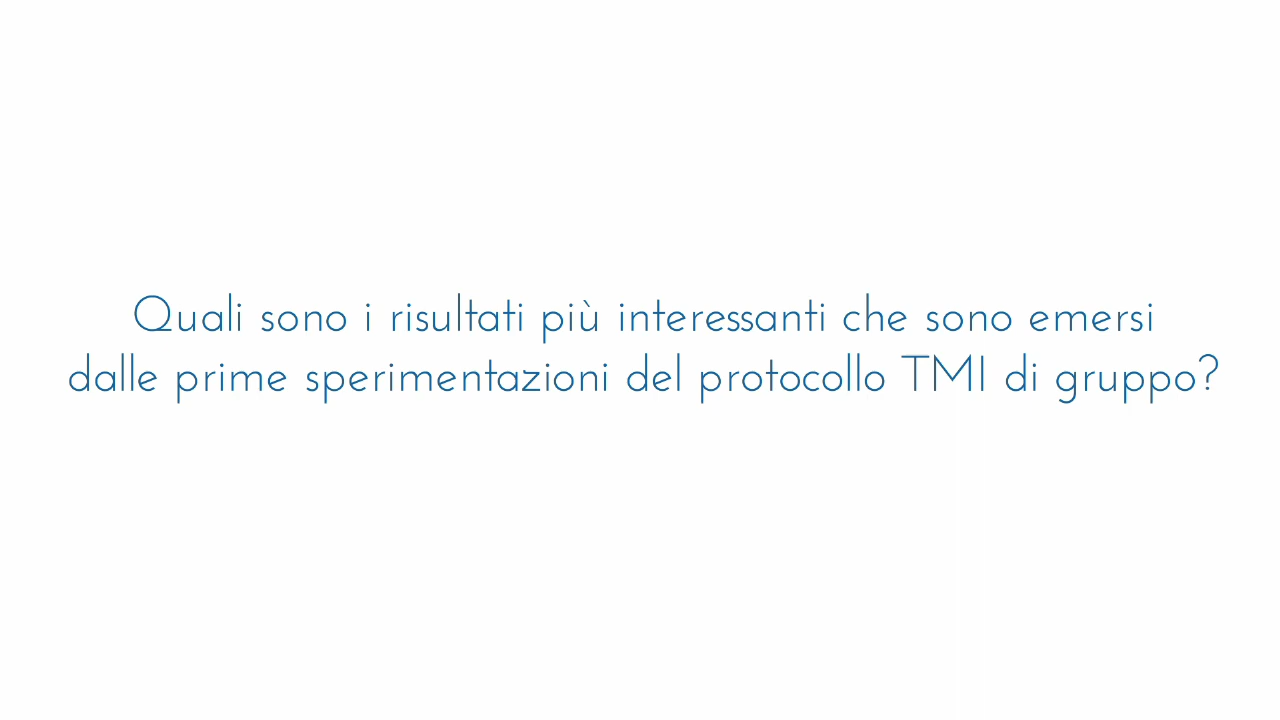 Quali sono i risultati più interessanti che sono emersi
dalle prime sperimentazioni del protocollo TMI di gruppo?